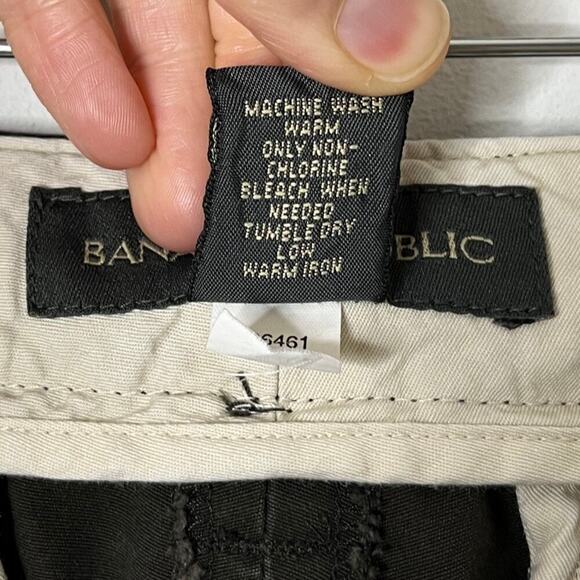 MACHINE WASH
WARM
ONLY NON-
CHLORINE
BLEACH WHEN
NEEDED
TUMBLE DRY
LOW
WARM IRON
BANA BLIC
6461